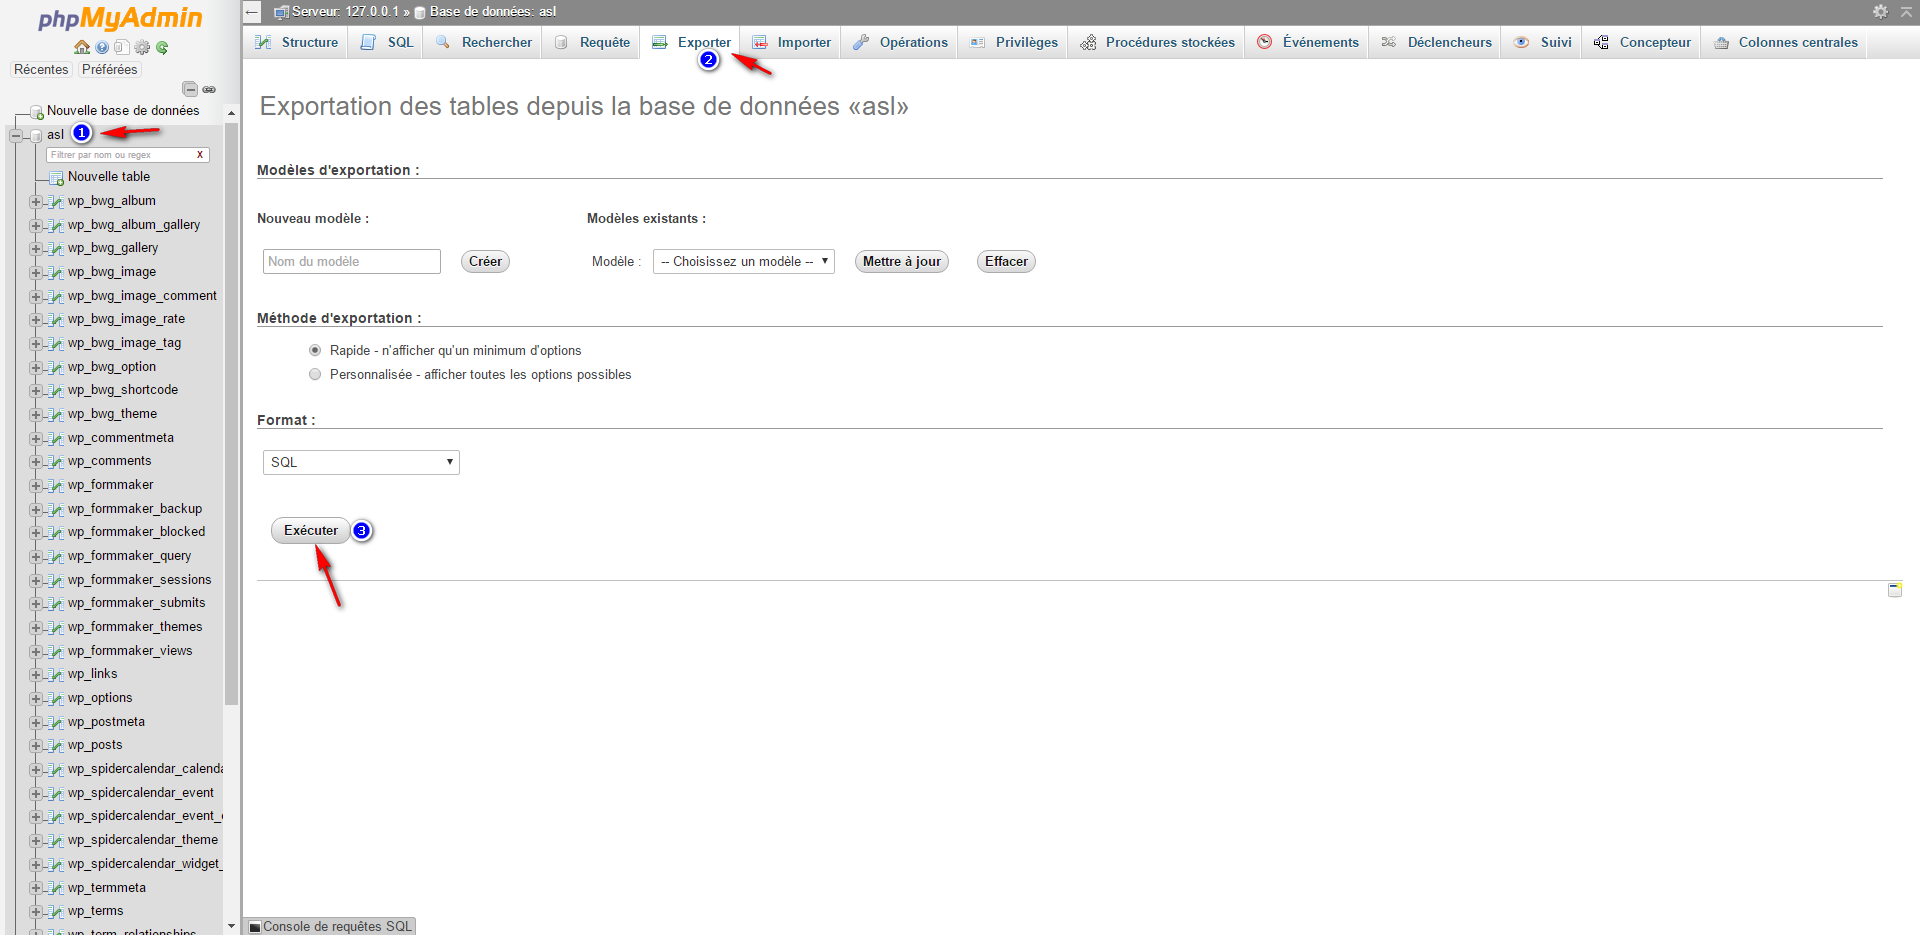 phpMyAdmin
Récentes Préférées
Nouvelle base de données
asl 1
Filtrer par nom ou regex X
Nouvelle table
wp_bwg_album
wp_bwg_album_gallery
wp_bwg_gallery
wp_bwg_image
wp_bwg_image_comment
wp_bwg_image_rate
wp_bwg_image_tag
wp_bwg_option
wp_bwg_shortcode
wp_bwg_theme
wp_commentmeta
wp_comments
wp_formmaker
wp_formmaker_backup
wp_formmaker_blocked
wp_formmaker_query
wp_formmaker_sessions
wp_formmaker_submits
wp_formmaker_themes
wp_formmaker_views
wp_links
wp_options
wp_postmeta
wp_posts
wp_spidercalendar_calenda
wp_spidercalendar_event
wp_spidercalendar_event_
wp_spidercalendar_theme
wp_spidercalendar_widget_
wp_termmeta
wp_terms
wp_term_relationships
Serveur: 127.0.0.1 » Base de données: asl
Structure SQL Rechercher Requête Exporter Importer Opérations Privilèges Procédures stockées Événements Déclencheurs Suivi Concepteur Colonnes centrales
2
Exportation des tables depuis la base de données «asl»
Modèles d'exportation :
Nouveau modèle : Modèles existants :
Nom du modèle Créer Modèle : -- Choisissez un modèle -- Mettre à jour Effacer
Méthode d'exportation :
Rapide - n'afficher qu'un minimum d'options
Personnalisée - afficher toutes les options possibles
Format :
SQL
Exécuter 3
Console de requêtes SQL